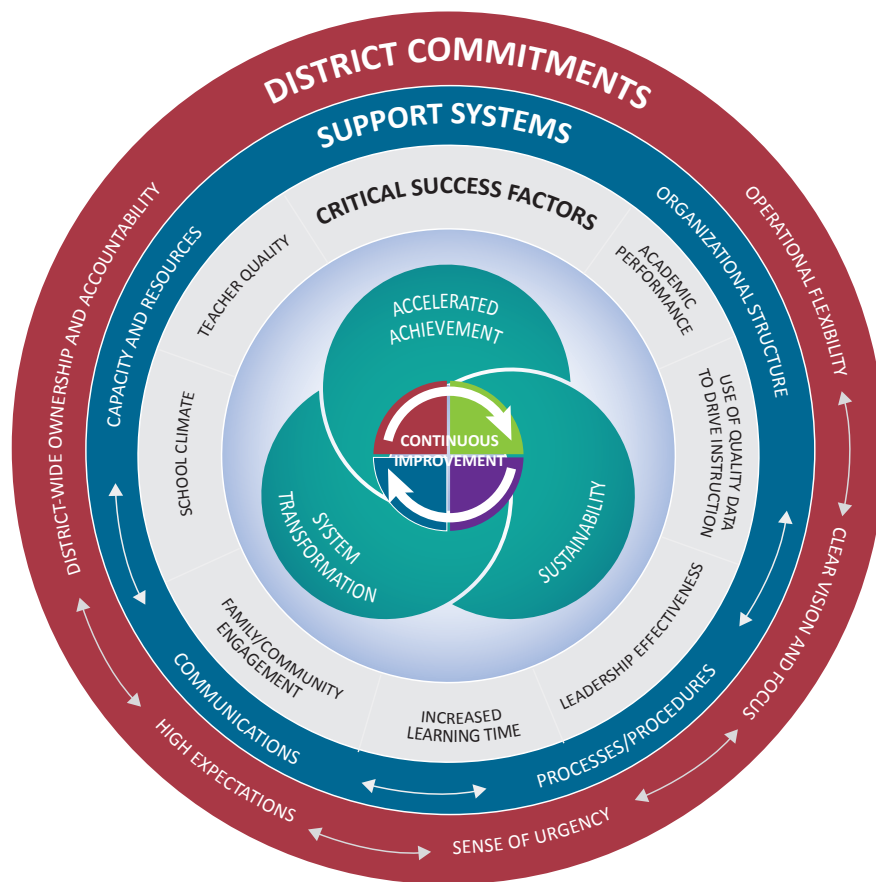 DISTRICT COMMITMENTS
OPERATIONAL FLEXIBILITY
CLEAR VISION AND FOCUS
SENSE OF URGENCY
HIGH EXPECTATIONS
DISTRICT-WIDE OWNERSHIP AND ACCOUNTABILITY
SUPPORT SYSTEMS
ORGANIZATIONAL STRUCTURE
PROCESSES/PROCEDURES
COMMUNICATIONS
CAPACITY AND RESOURCES
CRITICAL SUCCESS FACTORS
ACADEMIC
PERFORMANCE
USE OF QUALITY DATA
TO DRIVE INSTRUCTION
LEADERSHIP EFFECTIVENESS
INCREASED
LEARNING TIME
FAMILY/COMMUNITY
ENGAGEMENT
SCHOOL CLIMATE
TEACHER QUALITY
ACCELERATED
ACHIEVEMENT
SUSTAINABILITY
SYSTEM
TRANSFORMATION
CONTINUOUS
IMPROVEMENT